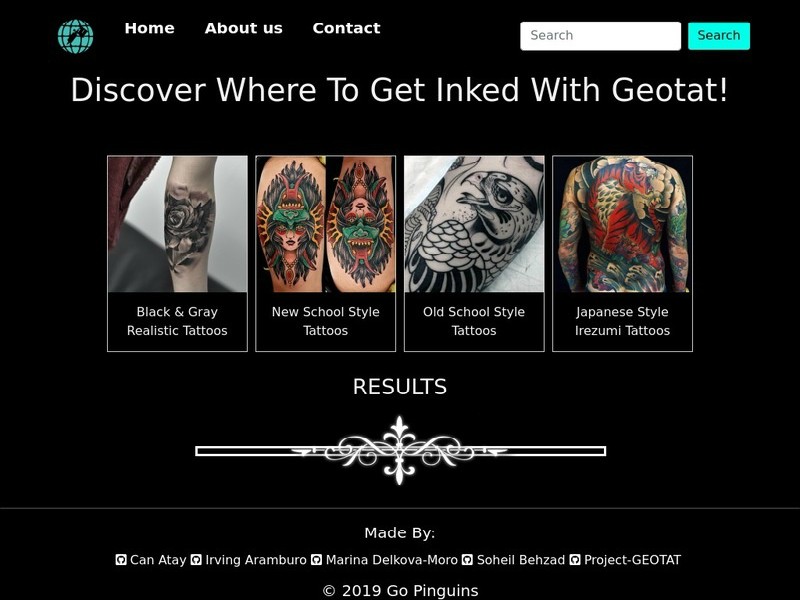 Home About us Contact Search Search
Discover Where To Get Inked With Geotat!
Black & Gray
Realistic Tattoos
New School Style
Tattoos
Old School Style
Tattoos
Japanese Style
Irezumi Tattoos
RESULTS
Made By:
Can Atay Irving Aramburo Marina Delkova-Moro Soheil Behzad Project-GEOTAT
© 2019 Go Pinguins